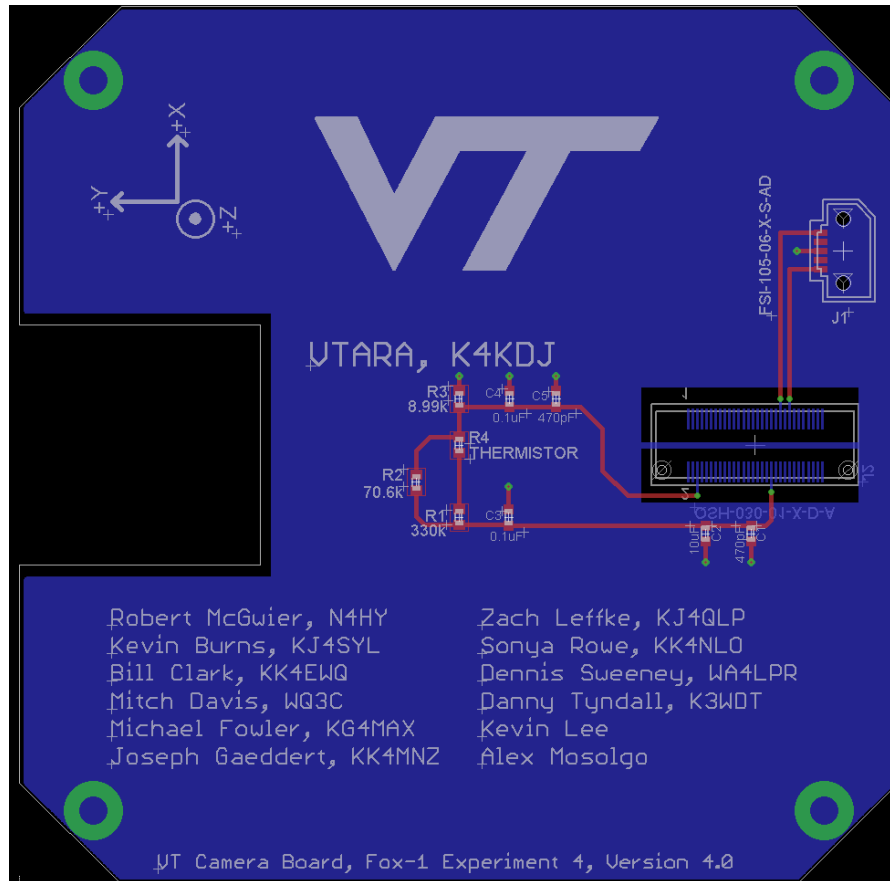 +X
+Y
+Z
VT
FSI-105-06-X-S-AD
J1
VTARA, K4KDJ
R3
8.99k
C4
0.1uF
C5
470pF
R4
THERMISTOR
R2
70.6k
R1
330k
C3
0.1uF
J2
QSH-030-01-X-D-A
10uF
C2
470pF
C1
Robert McGwier, N4HY
Kevin Burns, KJ4SYL
Bill Clark, KK4EWQ
Mitch Davis, WQ3C
Michael Fowler, KG4MAX
Joseph Gaeddert, KK4MNZ
Zach Leffke, KJ4QLP
Sonya Rowe, KK4NLO
Dennis Sweeney, WA4LPR
Danny Tyndall, K3WDT
Kevin Lee
Alex Mosolgo
VT Camera Board, Fox-1 Experiment 4, Version 4.0